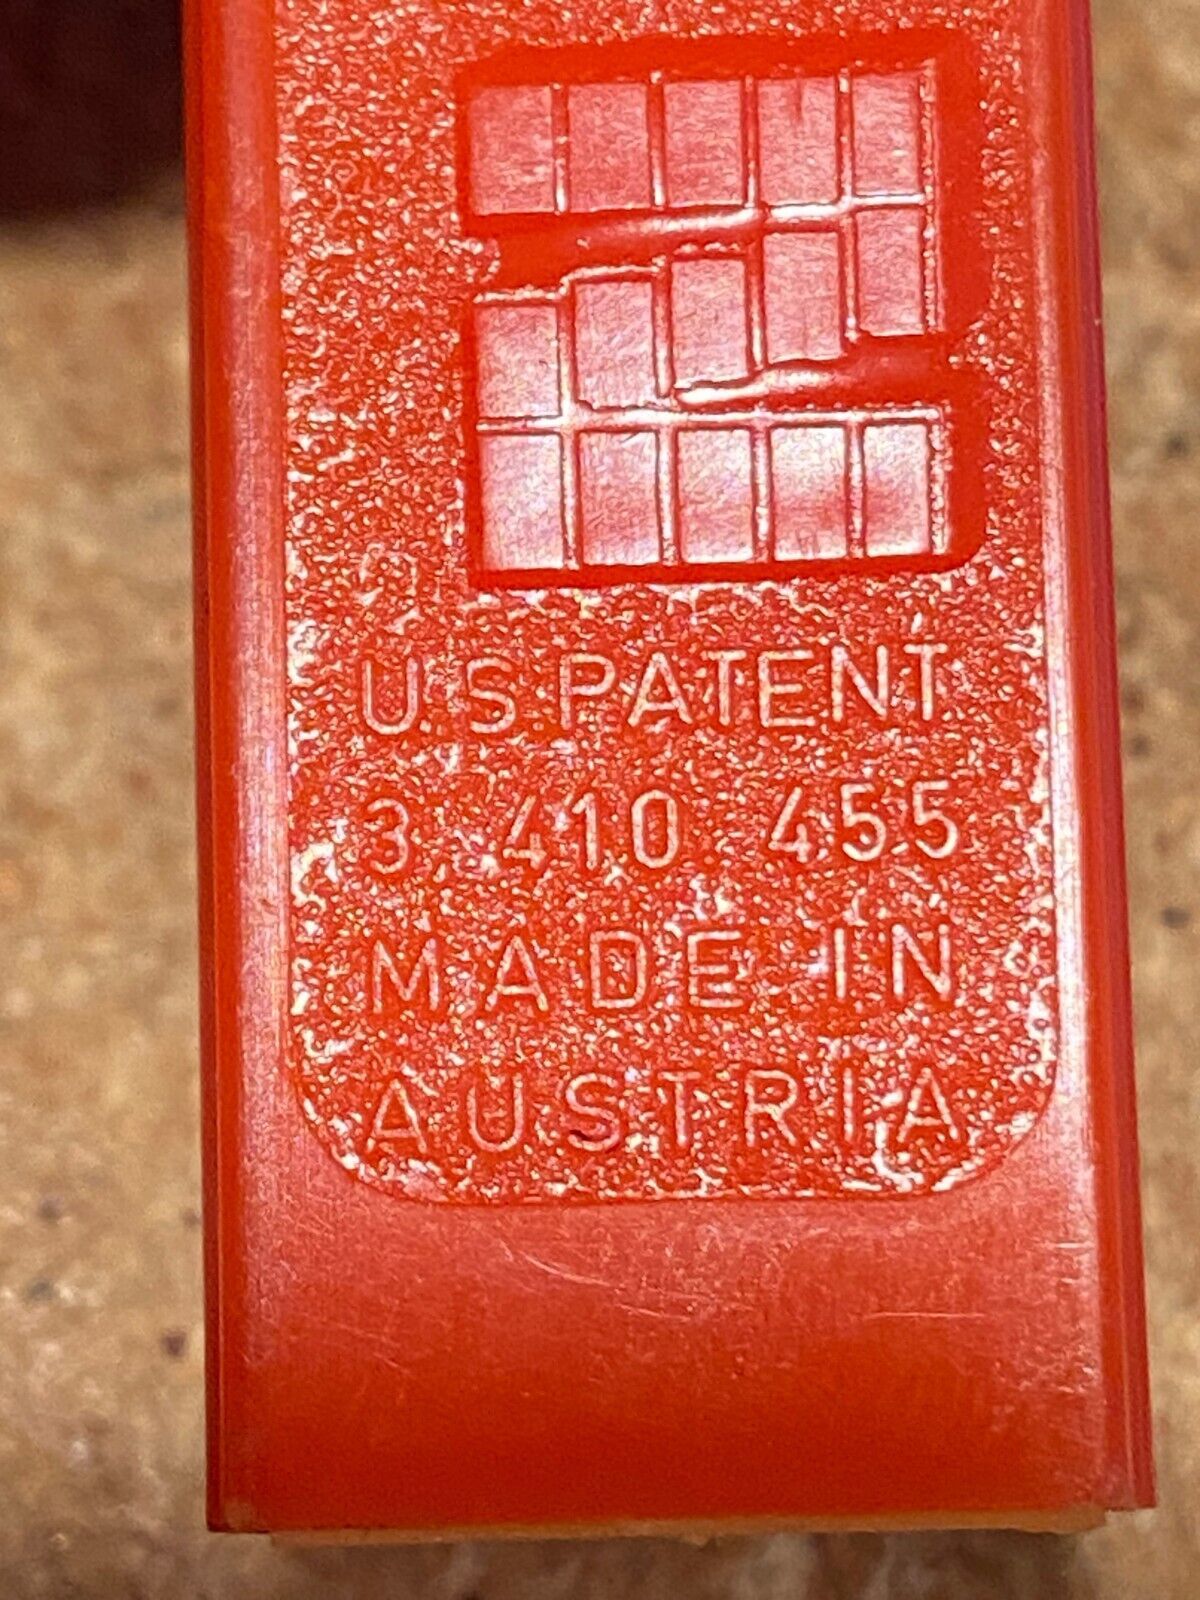 U S PATENT
3 410 455
MADE IN
AUSTRIA